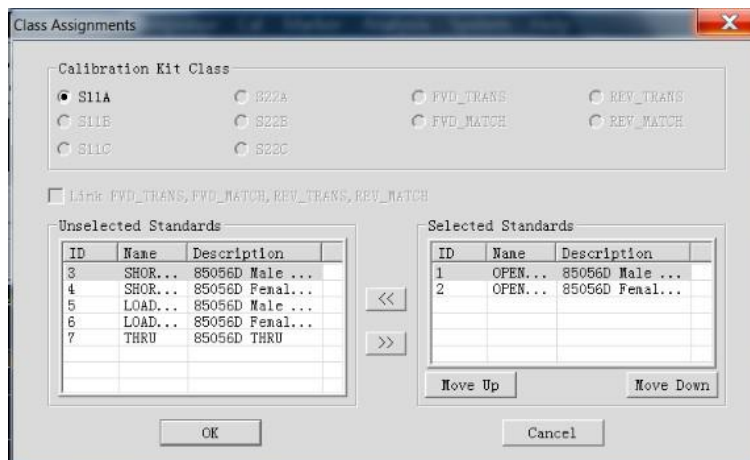 Class Assignments
Calibration Kit Class
S11A S22A FWD_TRANS REV_TRANS
S11B S22B FWD_MATCH REV_MATCH
S11C S22C
Link FWD_TRANS,FWD_MATCH,REV_TRANS,REV_MATCH
Unselected Standards
ID Name Description
3 SHOR... 85056D Male ...
4 SHOR... 85056D Femal...
5 LOAD... 85056D Male ...
6 LOAD... 85056D Femal...
7 THRU 85056D THRU
<<
>>
Selected Standards
ID Name Description
1 OPEN... 85056D Male ...
2 OPEN... 85056D Femal...
Move Up Move Down
OK Cancel